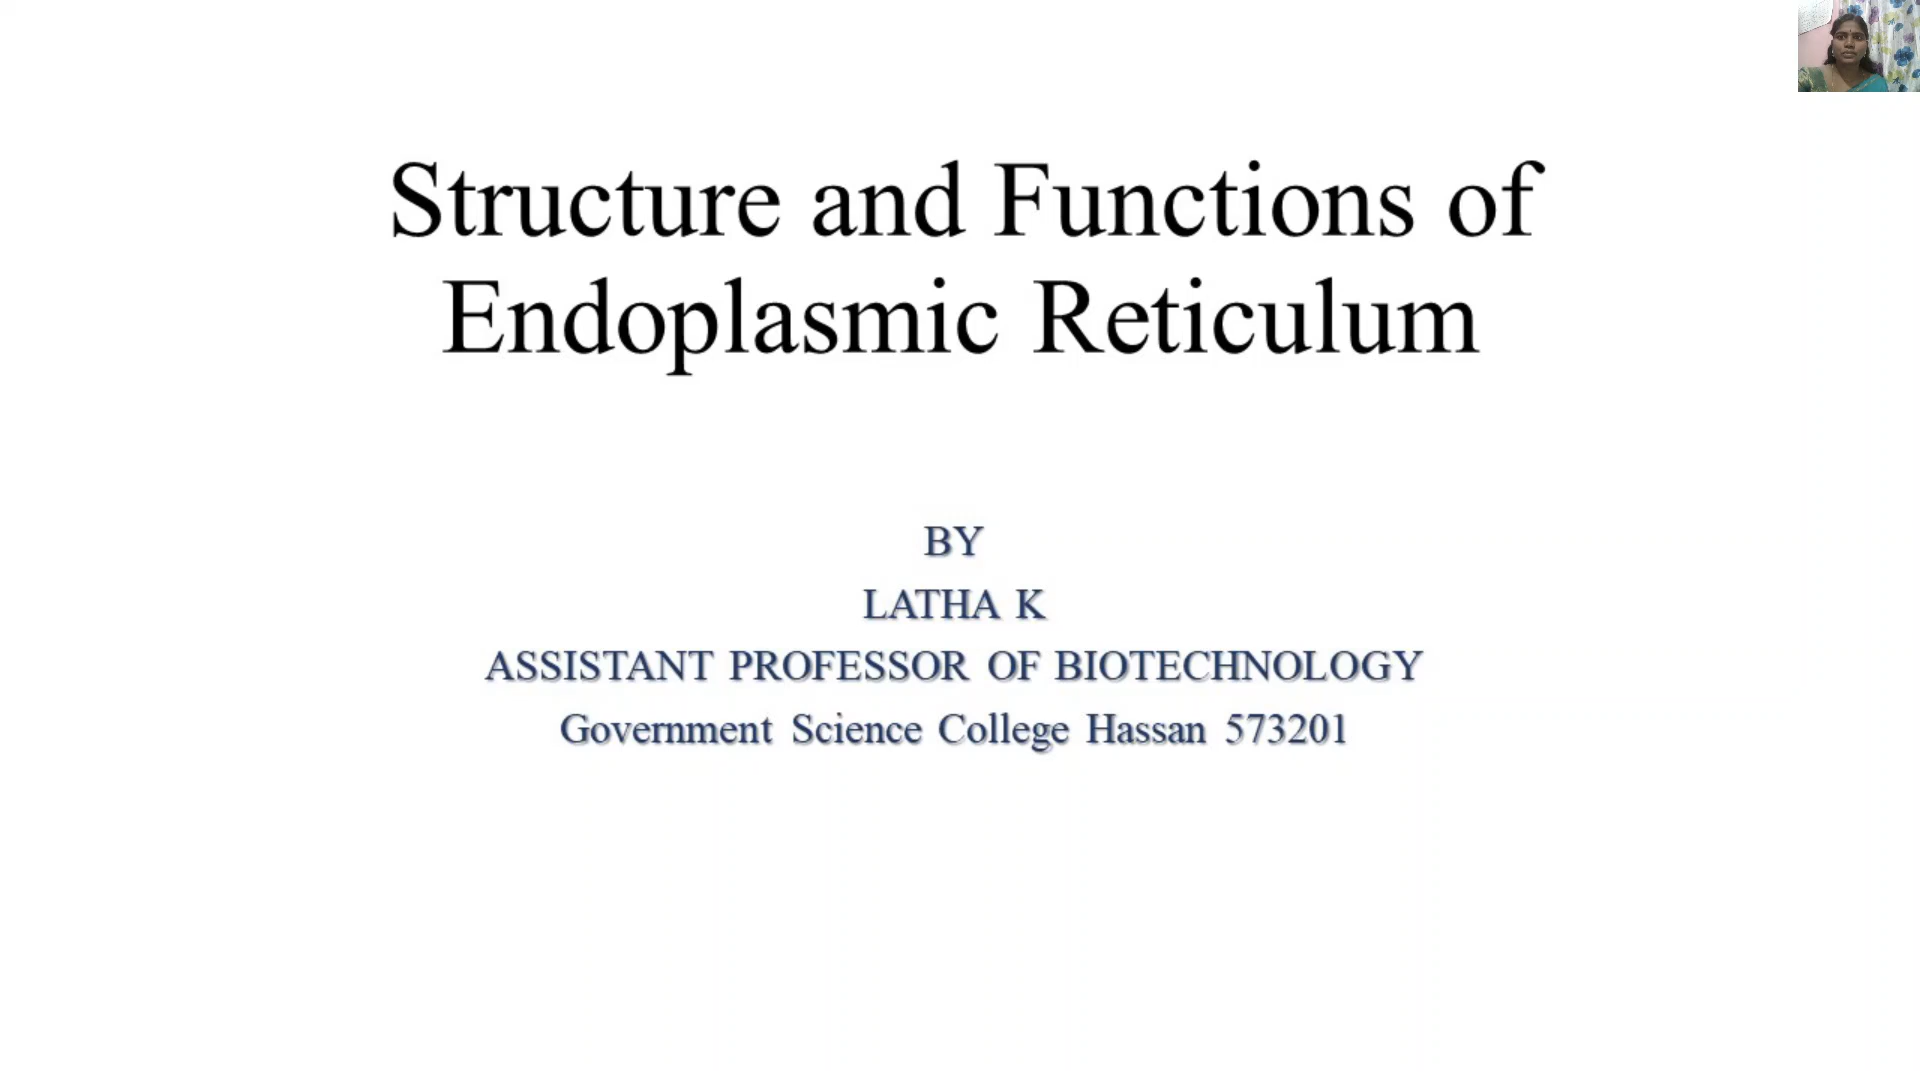 Structure and Functions of
Endoplasmic Reticulum
BY
LATHA K
ASSISTANT PROFESSOR OF BIOTECHNOLOGY
Government Science College Hassan 573201